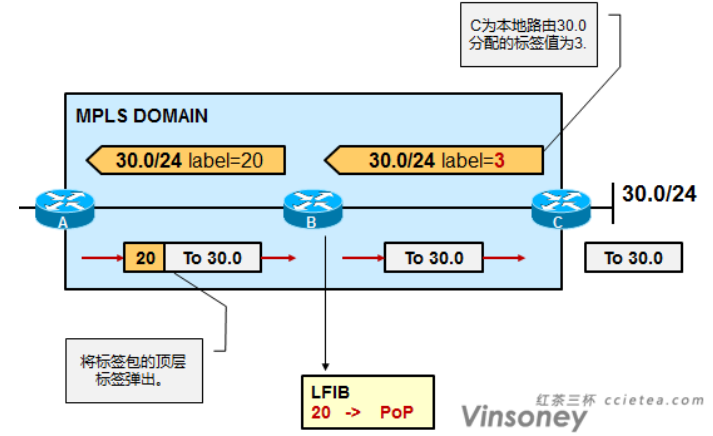 C为本地路由30.0
分配的标签值为3.
MPLS DOMAIN
30.0/24 label=20
30.0/24 label=3
30.0/24
A
B
C
20 To 30.0
To 30.0
To 30.0
将标签包的顶层
标签弹出。
LFIB
20 -> PoP
红茶三杯 ccietea.com
Vinsoney